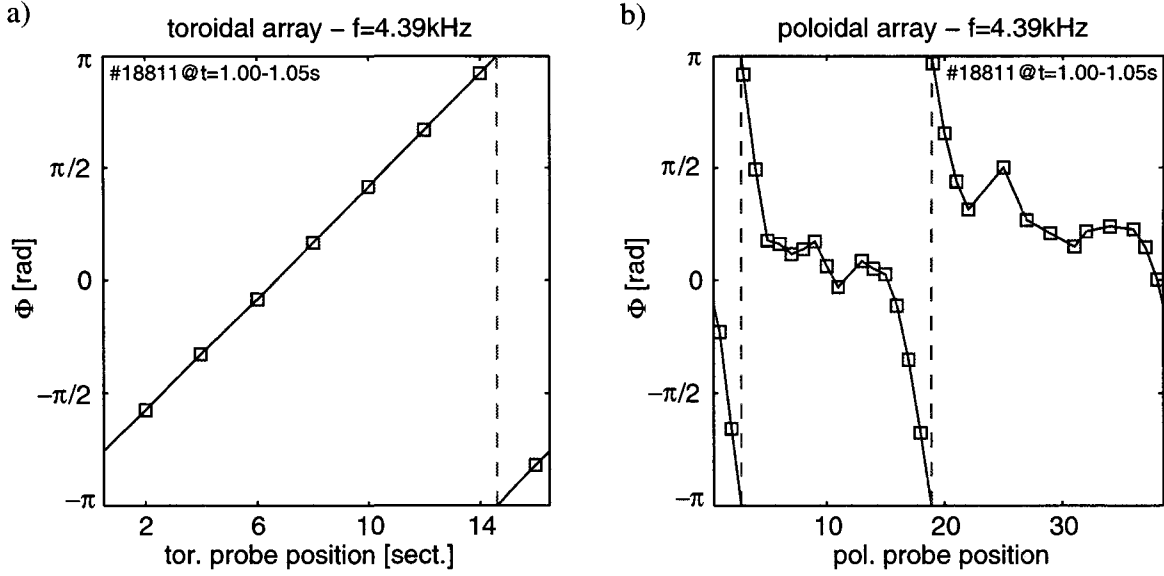 a)
toroidal array – f=4.39kHz
#18811@t=1.00-1.05s
π
π/2
0
−π/2
−π
Φ [rad]
2
6
10
14
tor. probe position [sect.]
b)
poloidal array – f=4.39kHz
#18811@t=1.00-1.05s
π
π/2
0
−π/2
−π
Φ [rad]
10
20
30
pol. probe position